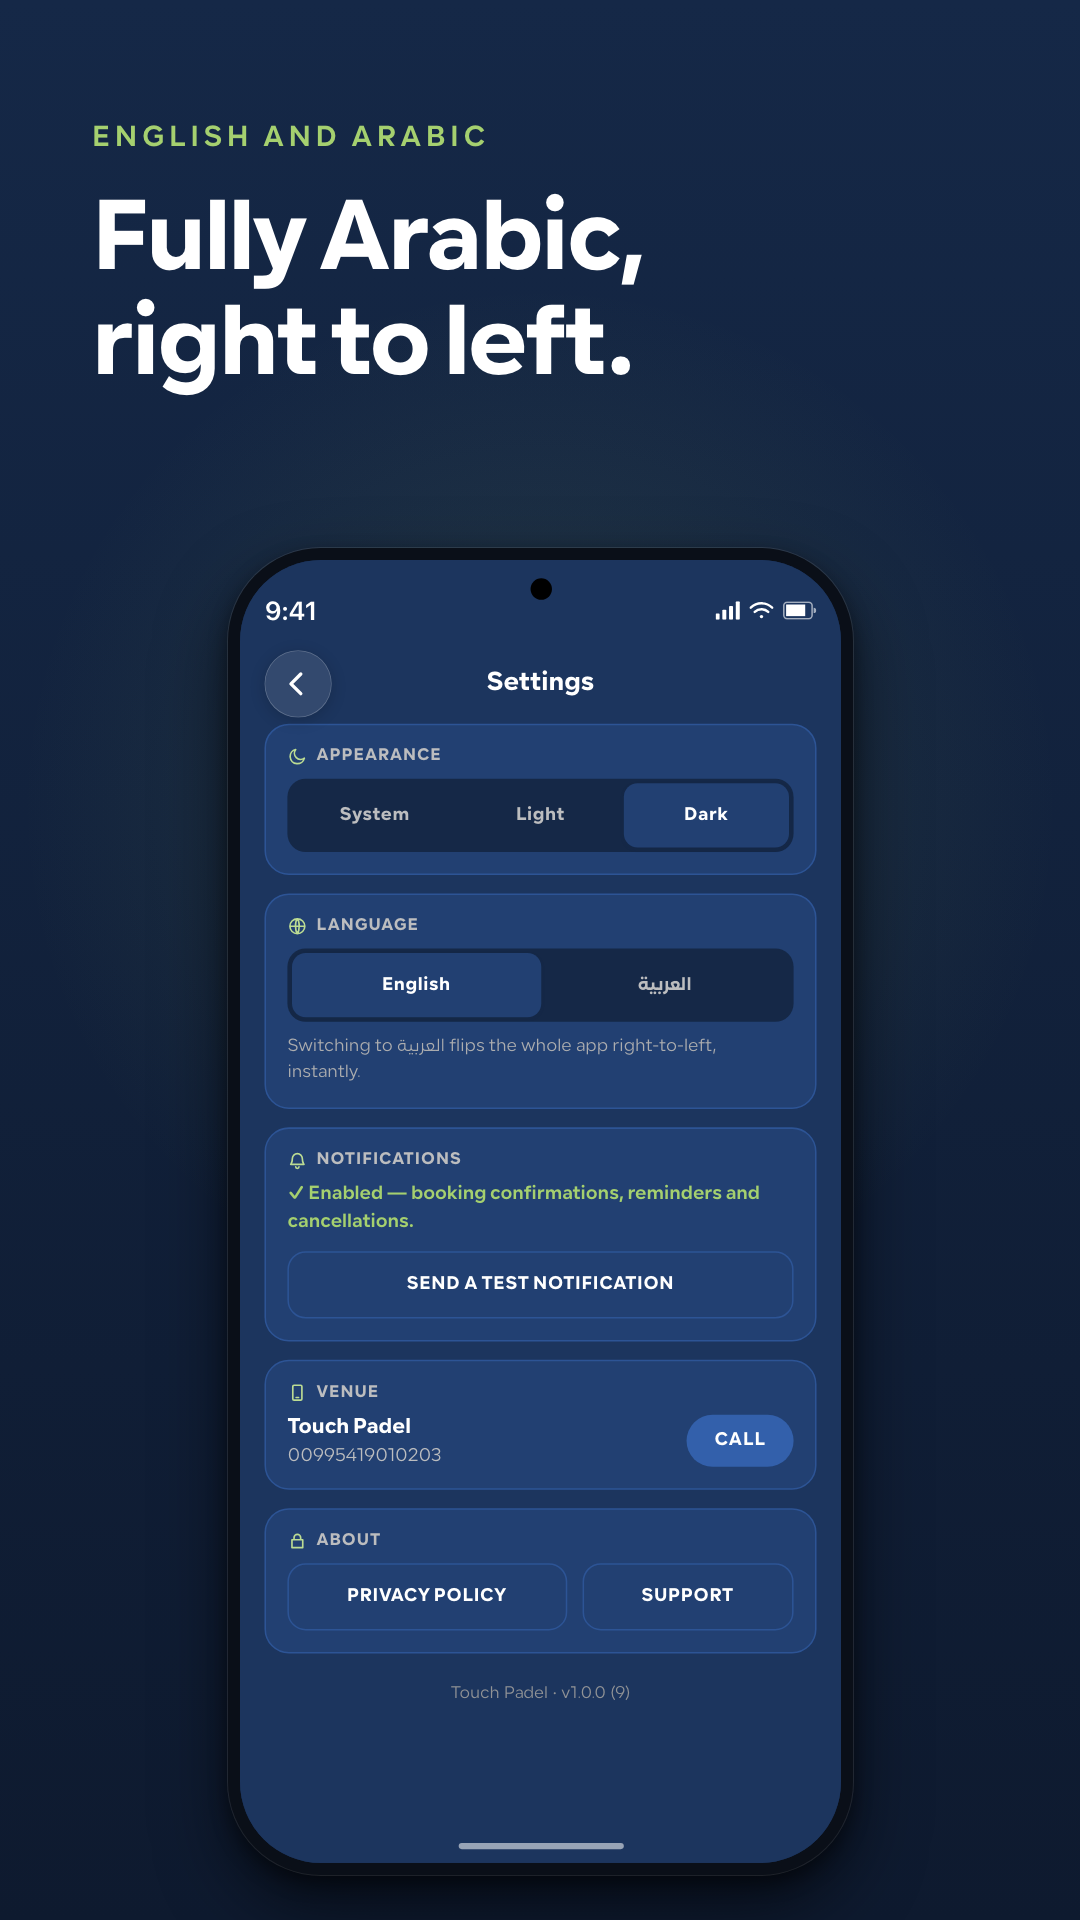 ENGLISH AND ARABIC
Fully Arabic,
right to left.
9:41
Settings
APPEARANCE
System Light Dark
LANGUAGE
English العربية
Switching to العربية flips the whole app right-to-left,
instantly.
NOTIFICATIONS
✓ Enabled — booking confirmations, reminders and
cancellations.
SEND A TEST NOTIFICATION
VENUE
Touch Padel
00995419010203
CALL
ABOUT
PRIVACY POLICY SUPPORT
Touch Padel · v1.0.0 (9)